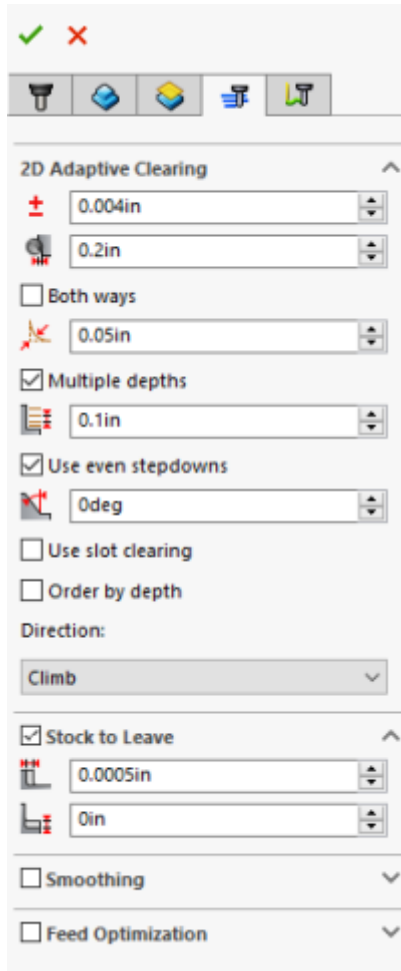 2D Adaptive Clearing
0.004in
0.2in
Both ways
0.05in
Multiple depths
0.1in
Use even stepdowns
0deg
Use slot clearing
Order by depth
Direction:
Climb
Stock to Leave
0.0005in
0in
Smoothing
Feed Optimization